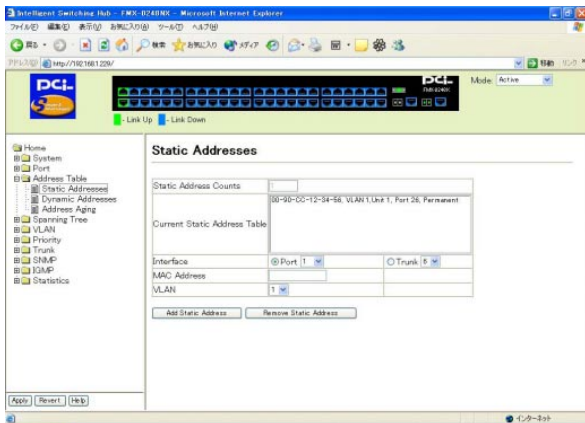 Intelligent Switching Hub - FMX-0240NX - Microsoft Internet Explorer
ファイル(F) 編集(E) 表示(V) お気に入り(A) ツール(T) ヘルプ(H)
戻る 検索 お気に入り メディア
アドレス(D) http://192.168.1.229/ 移動 リンク
PCi
PCi
Mode: Active
- Link Up - Link Down
Home
System
Port
Address Table
Static Addresses
Dynamic Addresses
Address Aging
Spanning Tree
VLAN
Priority
Trunk
SNMP
IGMP
Statistics
Static Addresses
Static Address Counts 1
Current Static Address Table
00-90-CC-12-34-56, VLAN 1, Unit 1, Port 26, Permanent
Interface Port 1 Trunk
MAC Address
VLAN 1
Add Static Address Remove Static Address
Apply Revert Help
インターネット